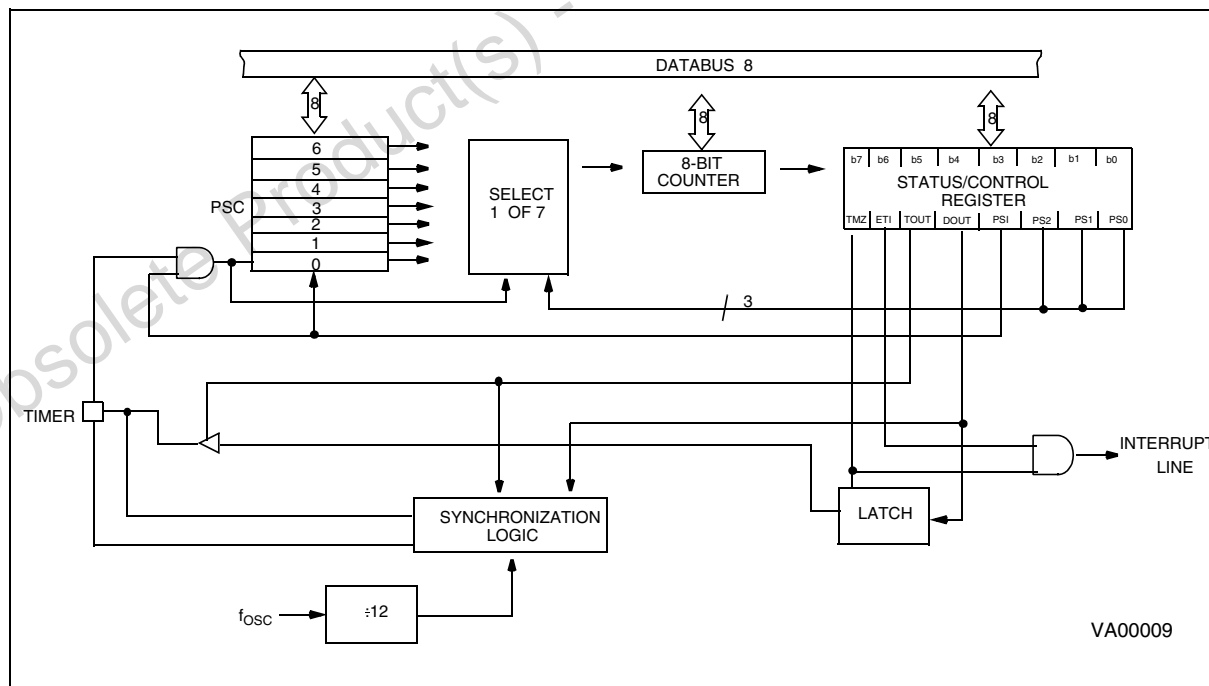 Obsolete Product(s) -
DATABUS 8
8
8
8
6
5
4
3
2
1
0
PSC
SELECT
1 OF 7
8-BIT
COUNTER
b7 b6 b5 b4 b3 b2 b1 b0
STATUS/CONTROL
REGISTER
TMZ ETI TOUT DOUT PSI PS2 PS1 PS0
3
TIMER
SYNCHRONIZATION
LOGIC
LATCH
INTERRUPT
LINE
fOSC
÷12
VA00009